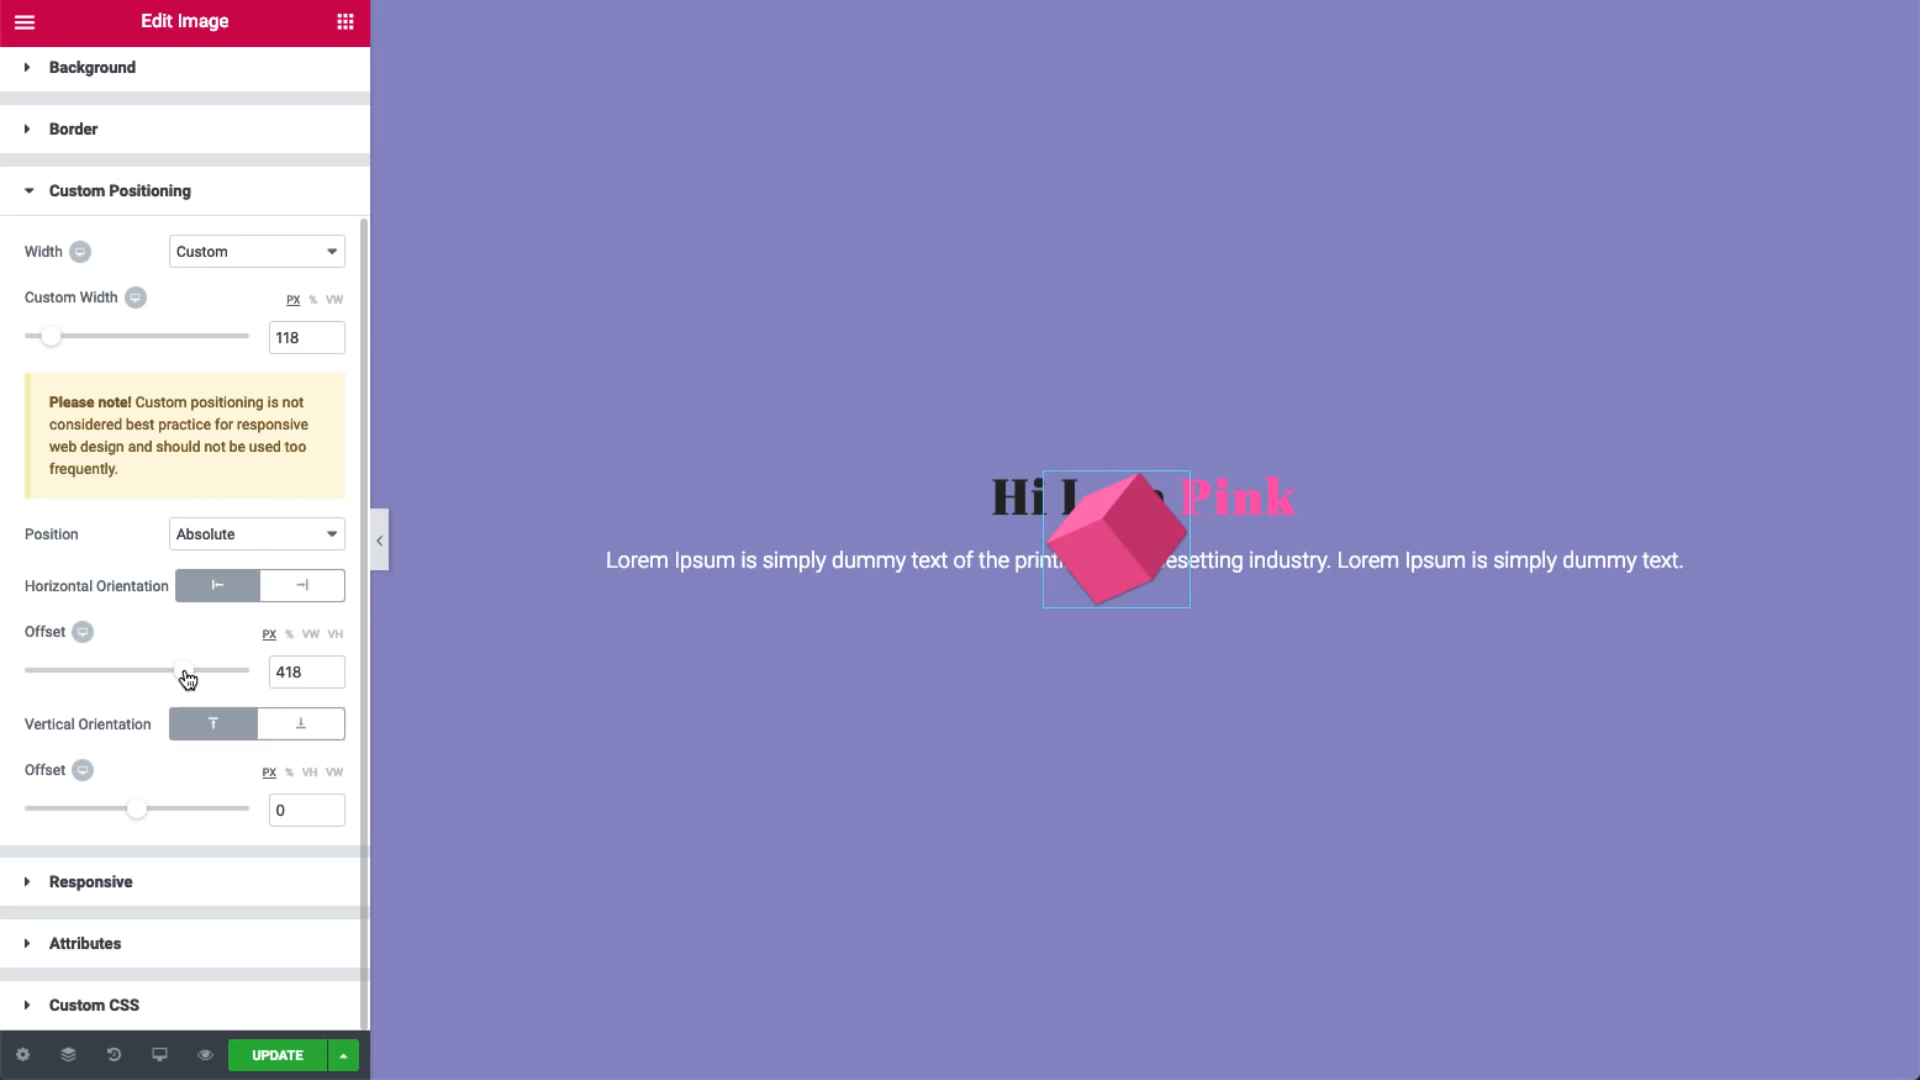 Edit Image
Background
Border
Custom Positioning
Width Custom
Custom Width PX % VW
118
Please note! Custom positioning is not
considered best practice for responsive
web design and should not be used too
frequently.
Position Absolute
Horizontal Orientation
Offset PX % VW VH
418
Vertical Orientation
Offset PX % VH VW
0
Responsive
Attributes
Custom CSS
UPDATE
Hi I Pink
Lorem Ipsum is simply dummy text of the print esetting industry. Lorem Ipsum is simply dummy text.